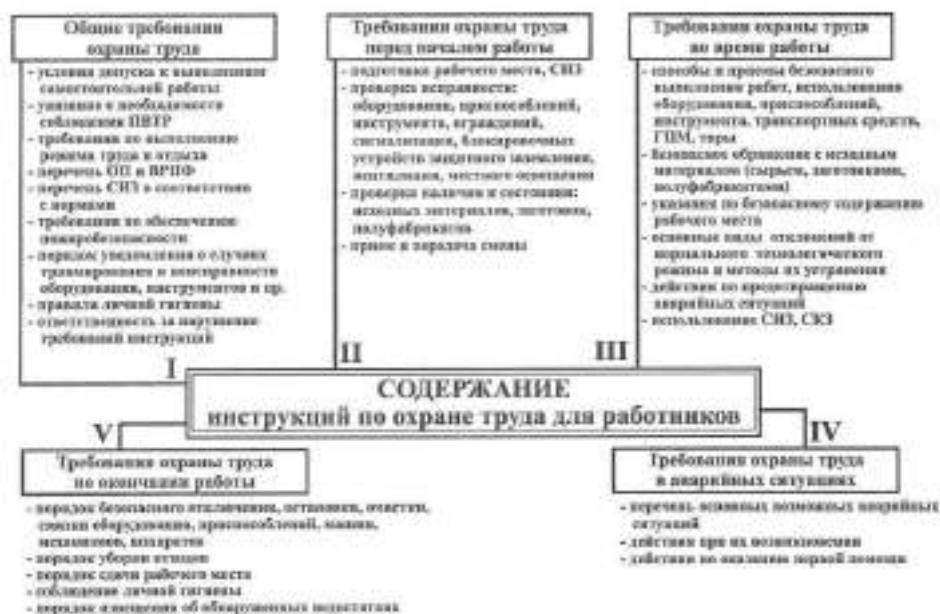 Общие требования
охраны труда
- условия допуска к выполнению
самостоятельной работы
- указания о необходимости
соблюдения ПВТР
- требования по выполнению
режима труда и отдыха
- перечень ОП и ВРПФ
- перечень СИЗ в соответствии
с нормами
- требования по обеспечению
пожаробезопасности
- порядок уведомления о случаях
травмирования и неисправности
оборудования, инструментов и пр.
- правила личной гигиены
- ответственность за нарушение
требований инструкций
I
Требования охраны труда
перед началом работы
- подготовка рабочего места, СИЗ
- проверка исправности:
оборудования, приспособлений,
инструмента, ограждений,
сигнализации, блокировочных
устройств защитного заземления,
вентиляции, местного освещения
- проверка наличия и состояния:
исходных материалов, заготовок,
полуфабрикатов
- прием и передача смены
II
Требования охраны труда
во время работы
- способы и приемы безопасного
выполнения работ, использования
оборудования, приспособлений,
инструмента, транспортных средств,
ГПМ, тары
- безопасное обращение с исходным
материалом (сырьем, заготовками,
полуфабрикатами)
- указания по безопасному содержанию
рабочего места
- основные виды отклонений от
нормального технологического
режима и методы их устранения
- действия по предотвращению
аварийных ситуаций
- использование СИЗ, СКЗ
III
СОДЕРЖАНИЕ
инструкций по охране труда для работников
V
Требования охраны труда
по окончании работы
- порядок безопасного отключения, остановки, очистки,
смазки оборудования, приспособлений, машин,
механизмов, аппаратов
- порядок уборки отходов
- порядок сдачи рабочего места
- соблюдение личной гигиены
- порядок извещения об обнаруженных недостатках
IV
Требования охраны труда
в аварийных ситуациях
- перечень основных возможных аварийных
ситуаций
- действия при их возникновении
- действия по оказанию первой помощи